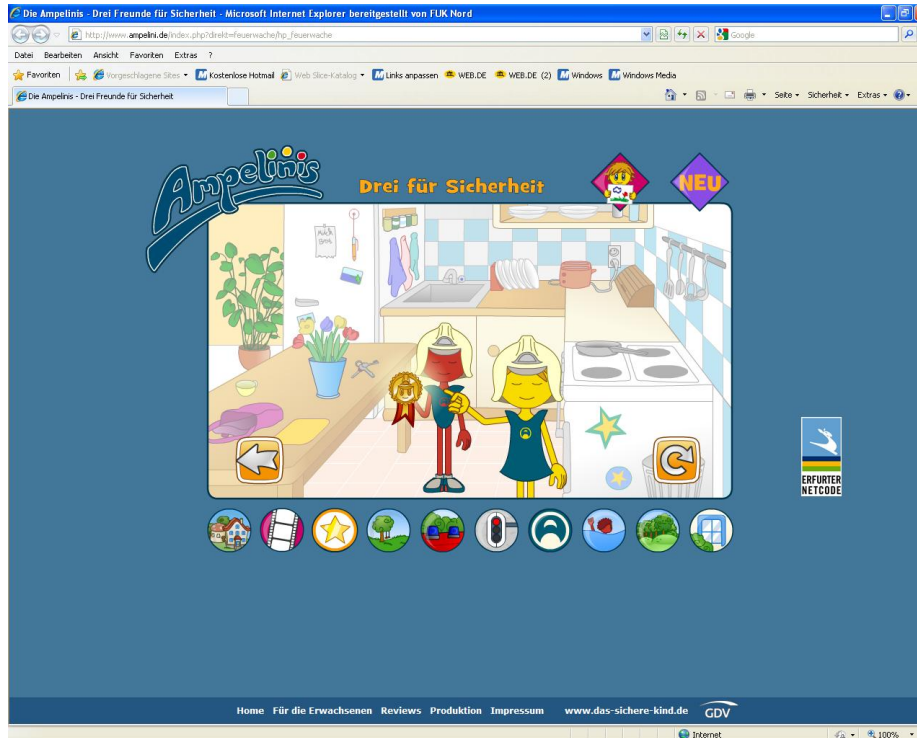 Die Ampelinis - Drei Freunde für Sicherheit - Microsoft Internet Explorer bereitgestellt von FUK Nord
http://www.ampelini.de/index.php?direkt=feuerwache/hp_feuerwache
Google
Datei Bearbeiten Ansicht Favoriten Extras ?
Favoriten Vorgeschlagene Sites Kostenlose Hotmail Web Slice-Katalog Links anpassen WEB.DE WEB.DE (2) Windows Windows Media
Die Ampelinis - Drei Freunde für Sicherheit
Seite Sicherheit Extras
Ampelinis
Drei für Sicherheit
NEU
ERFURTER
NETCODE
Home Für die Erwachsenen Reviews Produktion Impressum www.das-sichere-kind.de GDV
Internet
100%